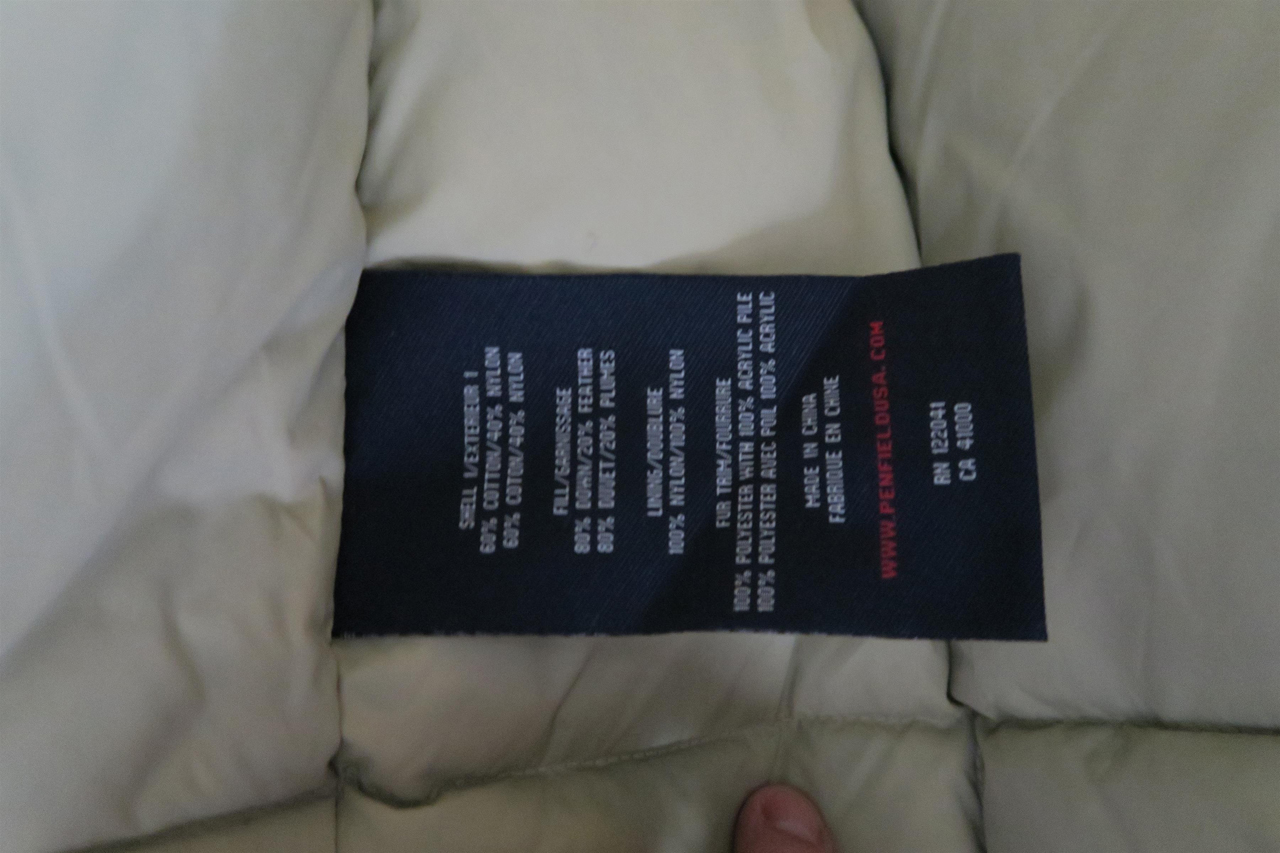 SHELL 1/EXTERIEUR 1
60% COTTON/40% NYLON
60% COTON/40% NYLON
FILL/GARNISSAGE
80% DOWN/20% FEATHER
80% DUVET/20% PLUMES
LINING/DOUBLURE
100% NYLON/100% NYLON
FUR TRIM/FOURRURE
100% POLYESTER WITH 100% ACRYLIC PILE
100% POLYESTER AVEC POIL 100% ACRYLIC
MADE IN CHINA
FABRIQUE EN CHINE
WWW.PENFIELDUSA.COM
RN 122041
CA 41000